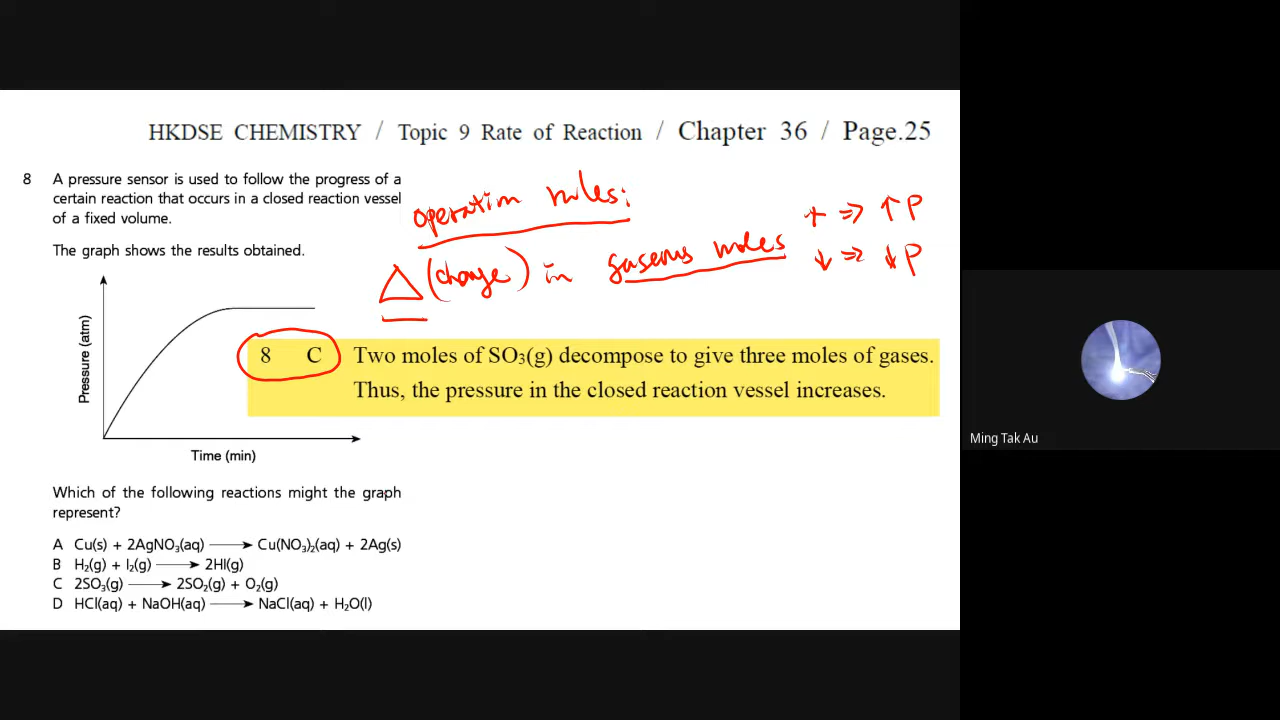 HKDSE CHEMISTRY / Topic 9 Rate of Reaction / Chapter 36 / Page.25
8 A pressure sensor is used to follow the progress of a
certain reaction that occurs in a closed reaction vessel
of a fixed volume.
The graph shows the results obtained.
operation rules:
Δ (change) in gaseous moles
+ ⇒ ↑ P
↓ ⇒ ↓ P
Pressure (atm)
Time (min)
8 C Two moles of SO₃(g) decompose to give three moles of gases.
Thus, the pressure in the closed reaction vessel increases.
Which of the following reactions might the graph
represent?
A Cu(s) + 2AgNO₃(aq) ⟶ Cu(NO₃)₂(aq) + 2Ag(s)
B H₂(g) + I₂(g) ⟶ 2HI(g)
C 2SO₃(g) ⟶ 2SO₂(g) + O₂(g)
D HCl(aq) + NaOH(aq) ⟶ NaCl(aq) + H₂O(l)
Ming Tak Au